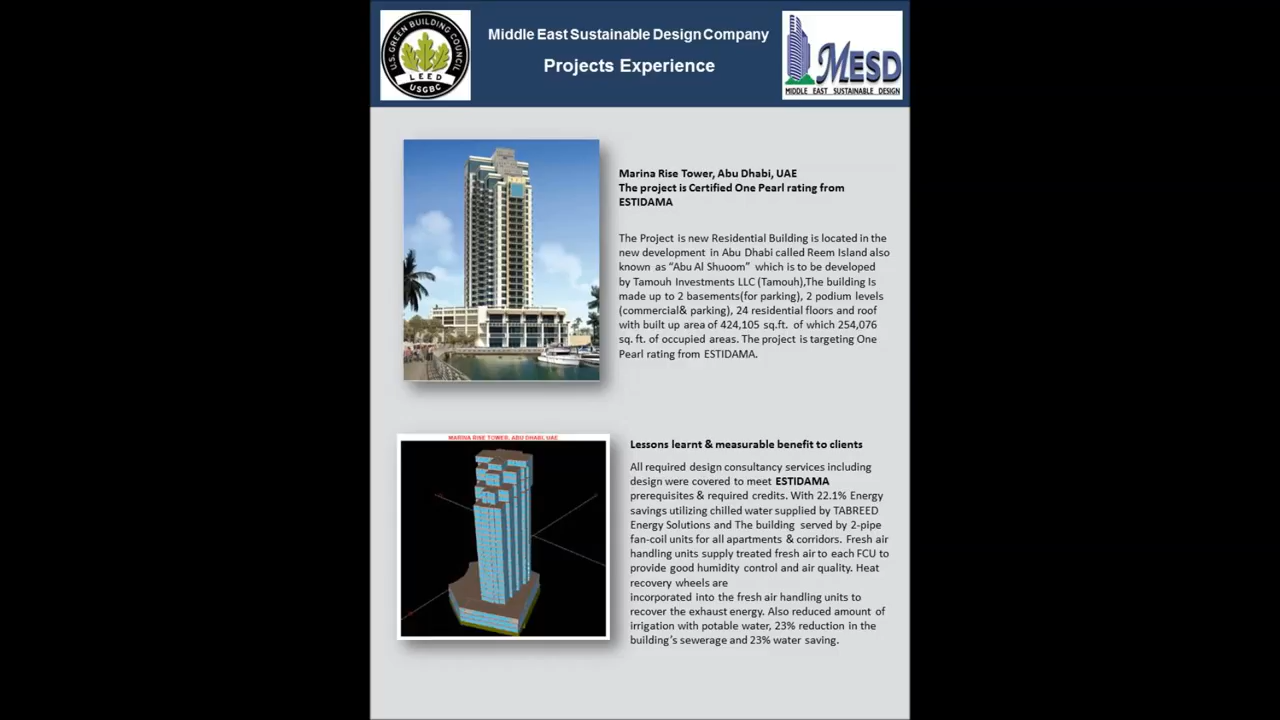 U.S. GREEN BUILDING COUNCIL
LEED
USGBC
Middle East Sustainable Design Company
Projects Experience
MESD
MIDDLE EAST SUSTAINABLE DESIGN
Marina Rise Tower, Abu Dhabi, UAE
The project is Certified One Pearl rating from
ESTIDAMA
The Project is new Residential Building is located in the
new development in Abu Dhabi called Reem Island also
known as “Abu Al Shuoom” which is to be developed
by Tamouh Investments LLC (Tamouh),The building Is
made up to 2 basements(for parking), 2 podium levels
(commercial& parking), 24 residential floors and roof
with built up area of 424,105 sq.ft. of which 254,076
sq. ft. of occupied areas. The project is targeting One
Pearl rating from ESTIDAMA.
MARINA RISE TOWER, ABU DHABI, UAE
Lessons learnt & measurable benefit to clients
All required design consultancy services including
design were covered to meet ESTIDAMA
prerequisites & required credits. With 22.1% Energy
savings utilizing chilled water supplied by TABREED
Energy Solutions and The building served by 2-pipe
fan-coil units for all apartments & corridors. Fresh air
handling units supply treated fresh air to each FCU to
provide good humidity control and air quality. Heat
recovery wheels are
incorporated into the fresh air handling units to
recover the exhaust energy. Also reduced amount of
irrigation with potable water, 23% reduction in the
building’s sewerage and 23% water saving.